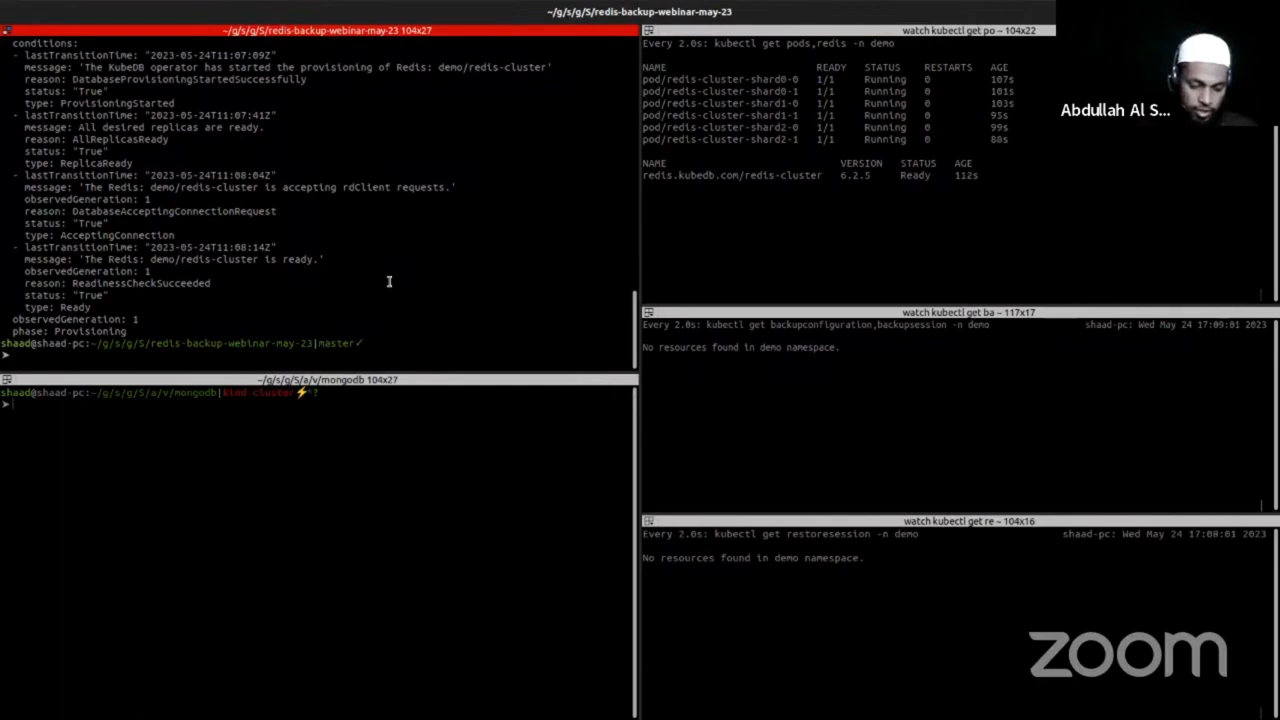 ~/g/s/g/S/redis-backup-webinar-may-23
~/g/s/g/S/redis-backup-webinar-may-23 104x27
conditions:
- lastTransitionTime: "2023-05-24T11:07:09Z"
message: 'The KubeDB operator has started the provisioning of Redis: demo/redis-cluster'
reason: DatabaseProvisioningStartedSuccessfully
status: "True"
type: ProvisioningStarted
- lastTransitionTime: "2023-05-24T11:07:41Z"
message: All desired replicas are ready.
reason: AllReplicasReady
status: "True"
type: ReplicaReady
- lastTransitionTime: "2023-05-24T11:08:04Z"
message: 'The Redis: demo/redis-cluster is accepting rdClient requests.'
observedGeneration: 1
reason: DatabaseAcceptingConnectionRequest
status: "True"
type: AcceptingConnection
- lastTransitionTime: "2023-05-24T11:08:14Z"
message: 'The Redis: demo/redis-cluster is ready.'
observedGeneration: 1
reason: ReadinessCheckSucceeded
status: "True"
type: Ready
observedGeneration: 1
phase: Provisioning
shaad@shaad-pc:~/g/s/g/S/redis-backup-webinar-may-23|master✓
➤
~/g/s/g/S/a/v/mongodb 104x27
shaad@shaad-pc:~/g/s/g/S/a/v/mongodb|kind-cluster⚡*?
➤
watch kubectl get po ~ 104x22
Every 2.0s: kubectl get pods,redis -n demo
NAME READY STATUS RESTARTS AGE
pod/redis-cluster-shard0-0 1/1 Running 0 107s
pod/redis-cluster-shard0-1 1/1 Running 0 101s
pod/redis-cluster-shard1-0 1/1 Running 0 103s
pod/redis-cluster-shard1-1 1/1 Running 0 95s
pod/redis-cluster-shard2-0 1/1 Running 0 99s
pod/redis-cluster-shard2-1 1/1 Running 0 88s
NAME VERSION STATUS AGE
redis.kubedb.com/redis-cluster 6.2.5 Ready 112s
Abdullah Al S...
watch kubectl get ba ~ 117x17
Every 2.0s: kubectl get backupconfiguration,backupsession -n demo shaad-pc: Wed May 24 17:09:01 2023
No resources found in demo namespace.
watch kubectl get re ~ 104x16
Every 2.0s: kubectl get restoresession -n demo shaad-pc: Wed May 24 17:08:01 2023
No resources found in demo namespace.
zoom